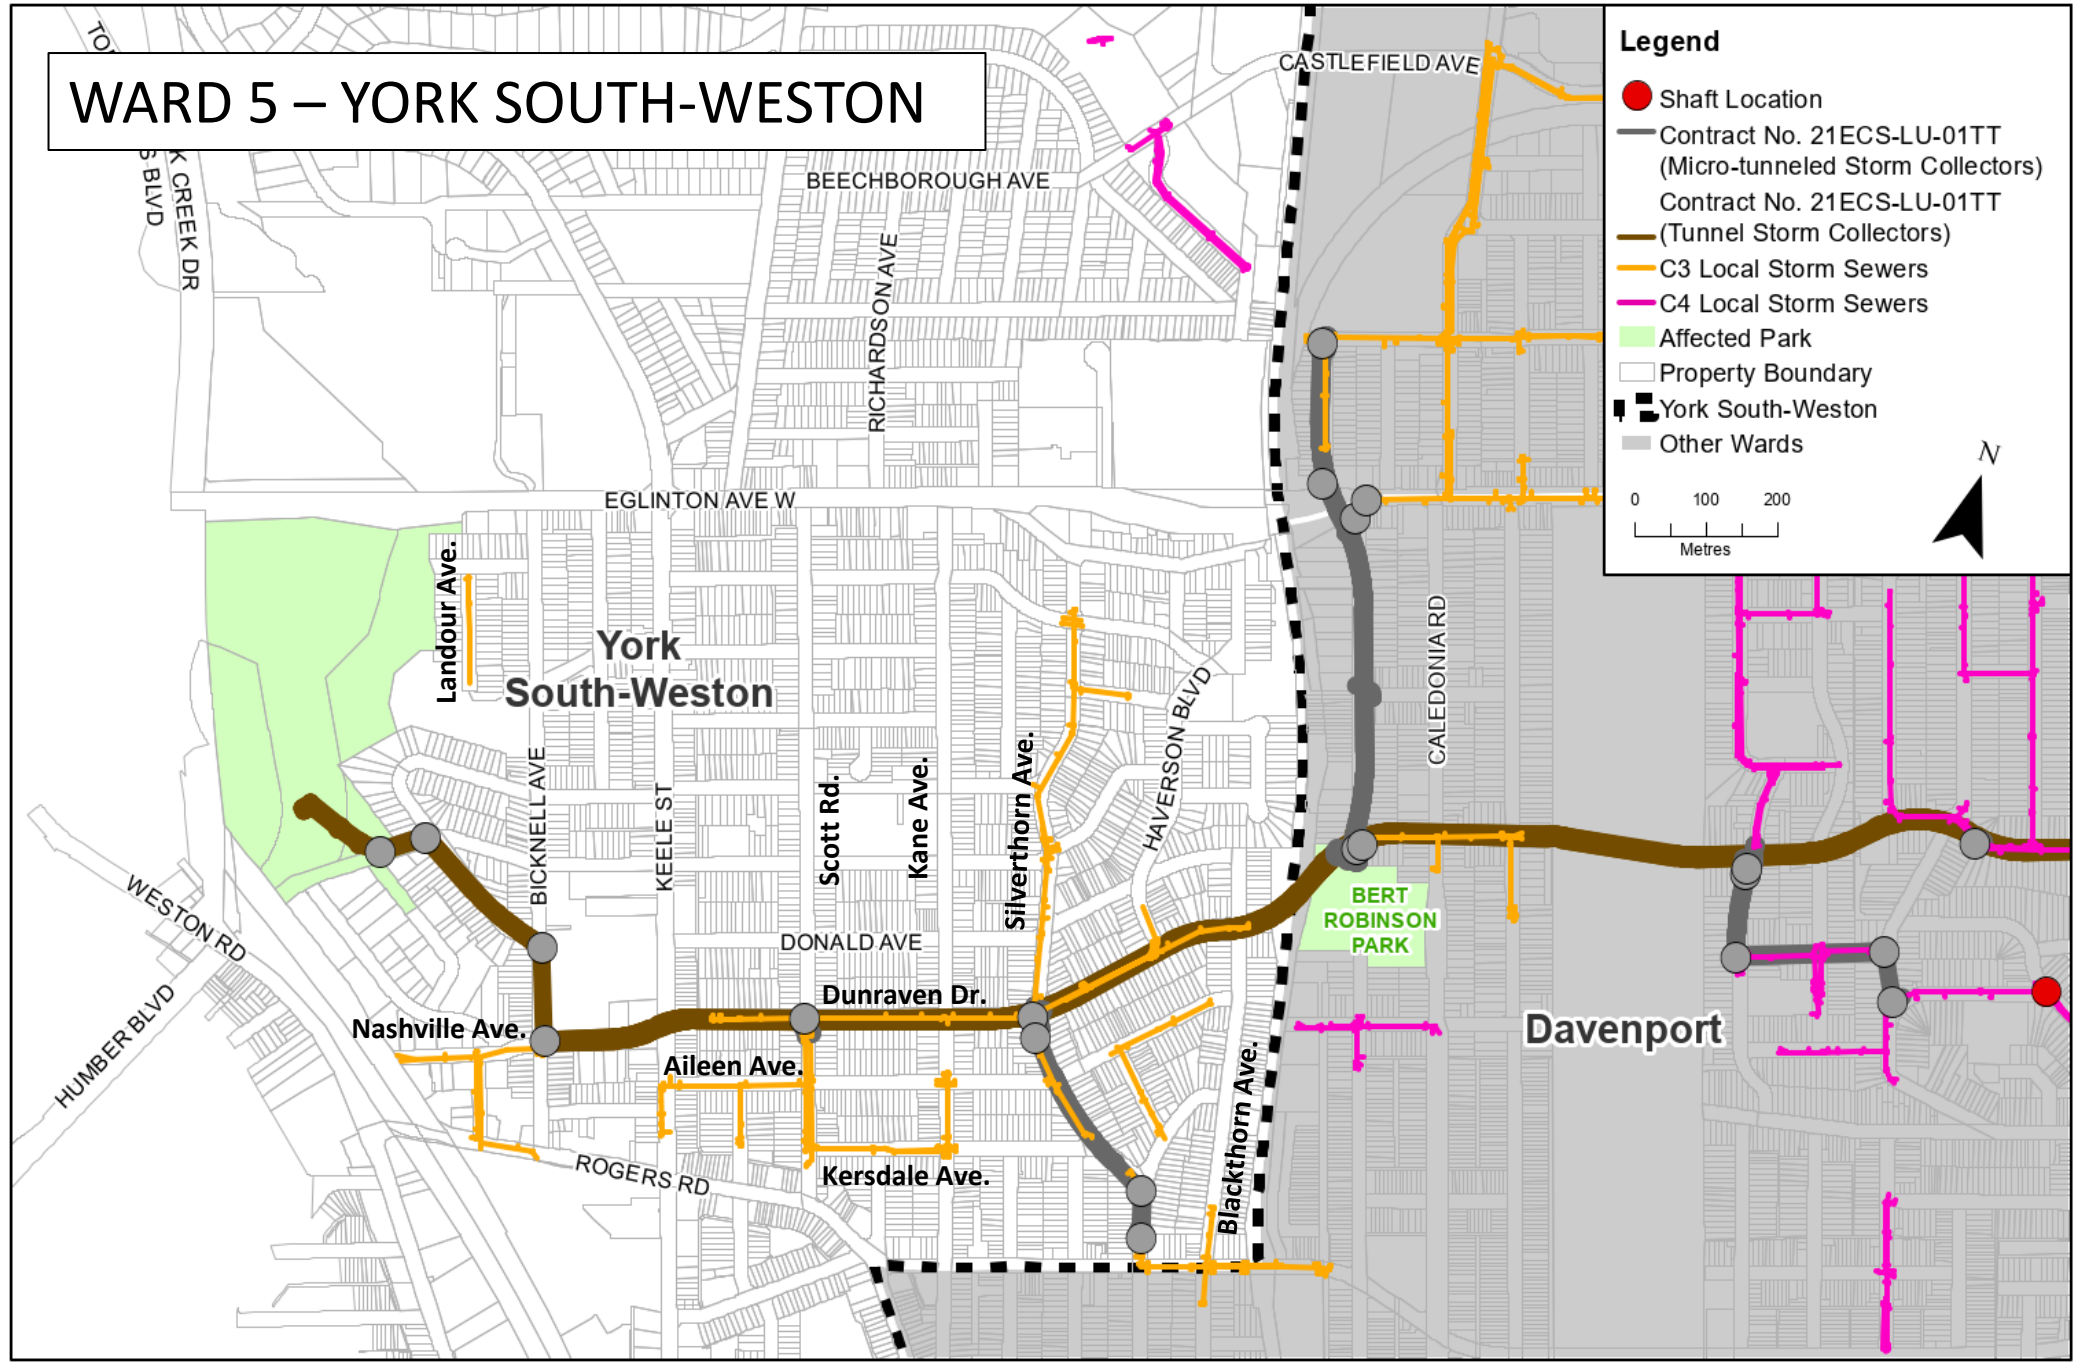 WARD 5 – YORK SOUTH-WESTON
CASTLEFIELD AVE
K CREEK DR
S BLVD
BEECHBOROUGH AVE
RICHARDSON AVE
EGLINTON AVE W
Landour Ave.
York
South-Weston
BICKNELL AVE
KEELE ST
Scott Rd.
Kane Ave.
Silverthorn Ave.
HAVERSON BLVD
CALEDONIA RD
WESTON RD
HUMBER BLVD
DONALD AVE
BERT
ROBINSON
PARK
Dunraven Dr.
Nashville Ave.
Aileen Ave.
Davenport
Blackthorn Ave.
ROGERS RD
Kersdale Ave.
Legend
Shaft Location
Contract No. 21ECS-LU-01TT
(Micro-tunneled Storm Collectors)
Contract No. 21ECS-LU-01TT
(Tunnel Storm Collectors)
C3 Local Storm Sewers
C4 Local Storm Sewers
Affected Park
Property Boundary
York South-Weston
Other Wards
N
0 100 200
Metres